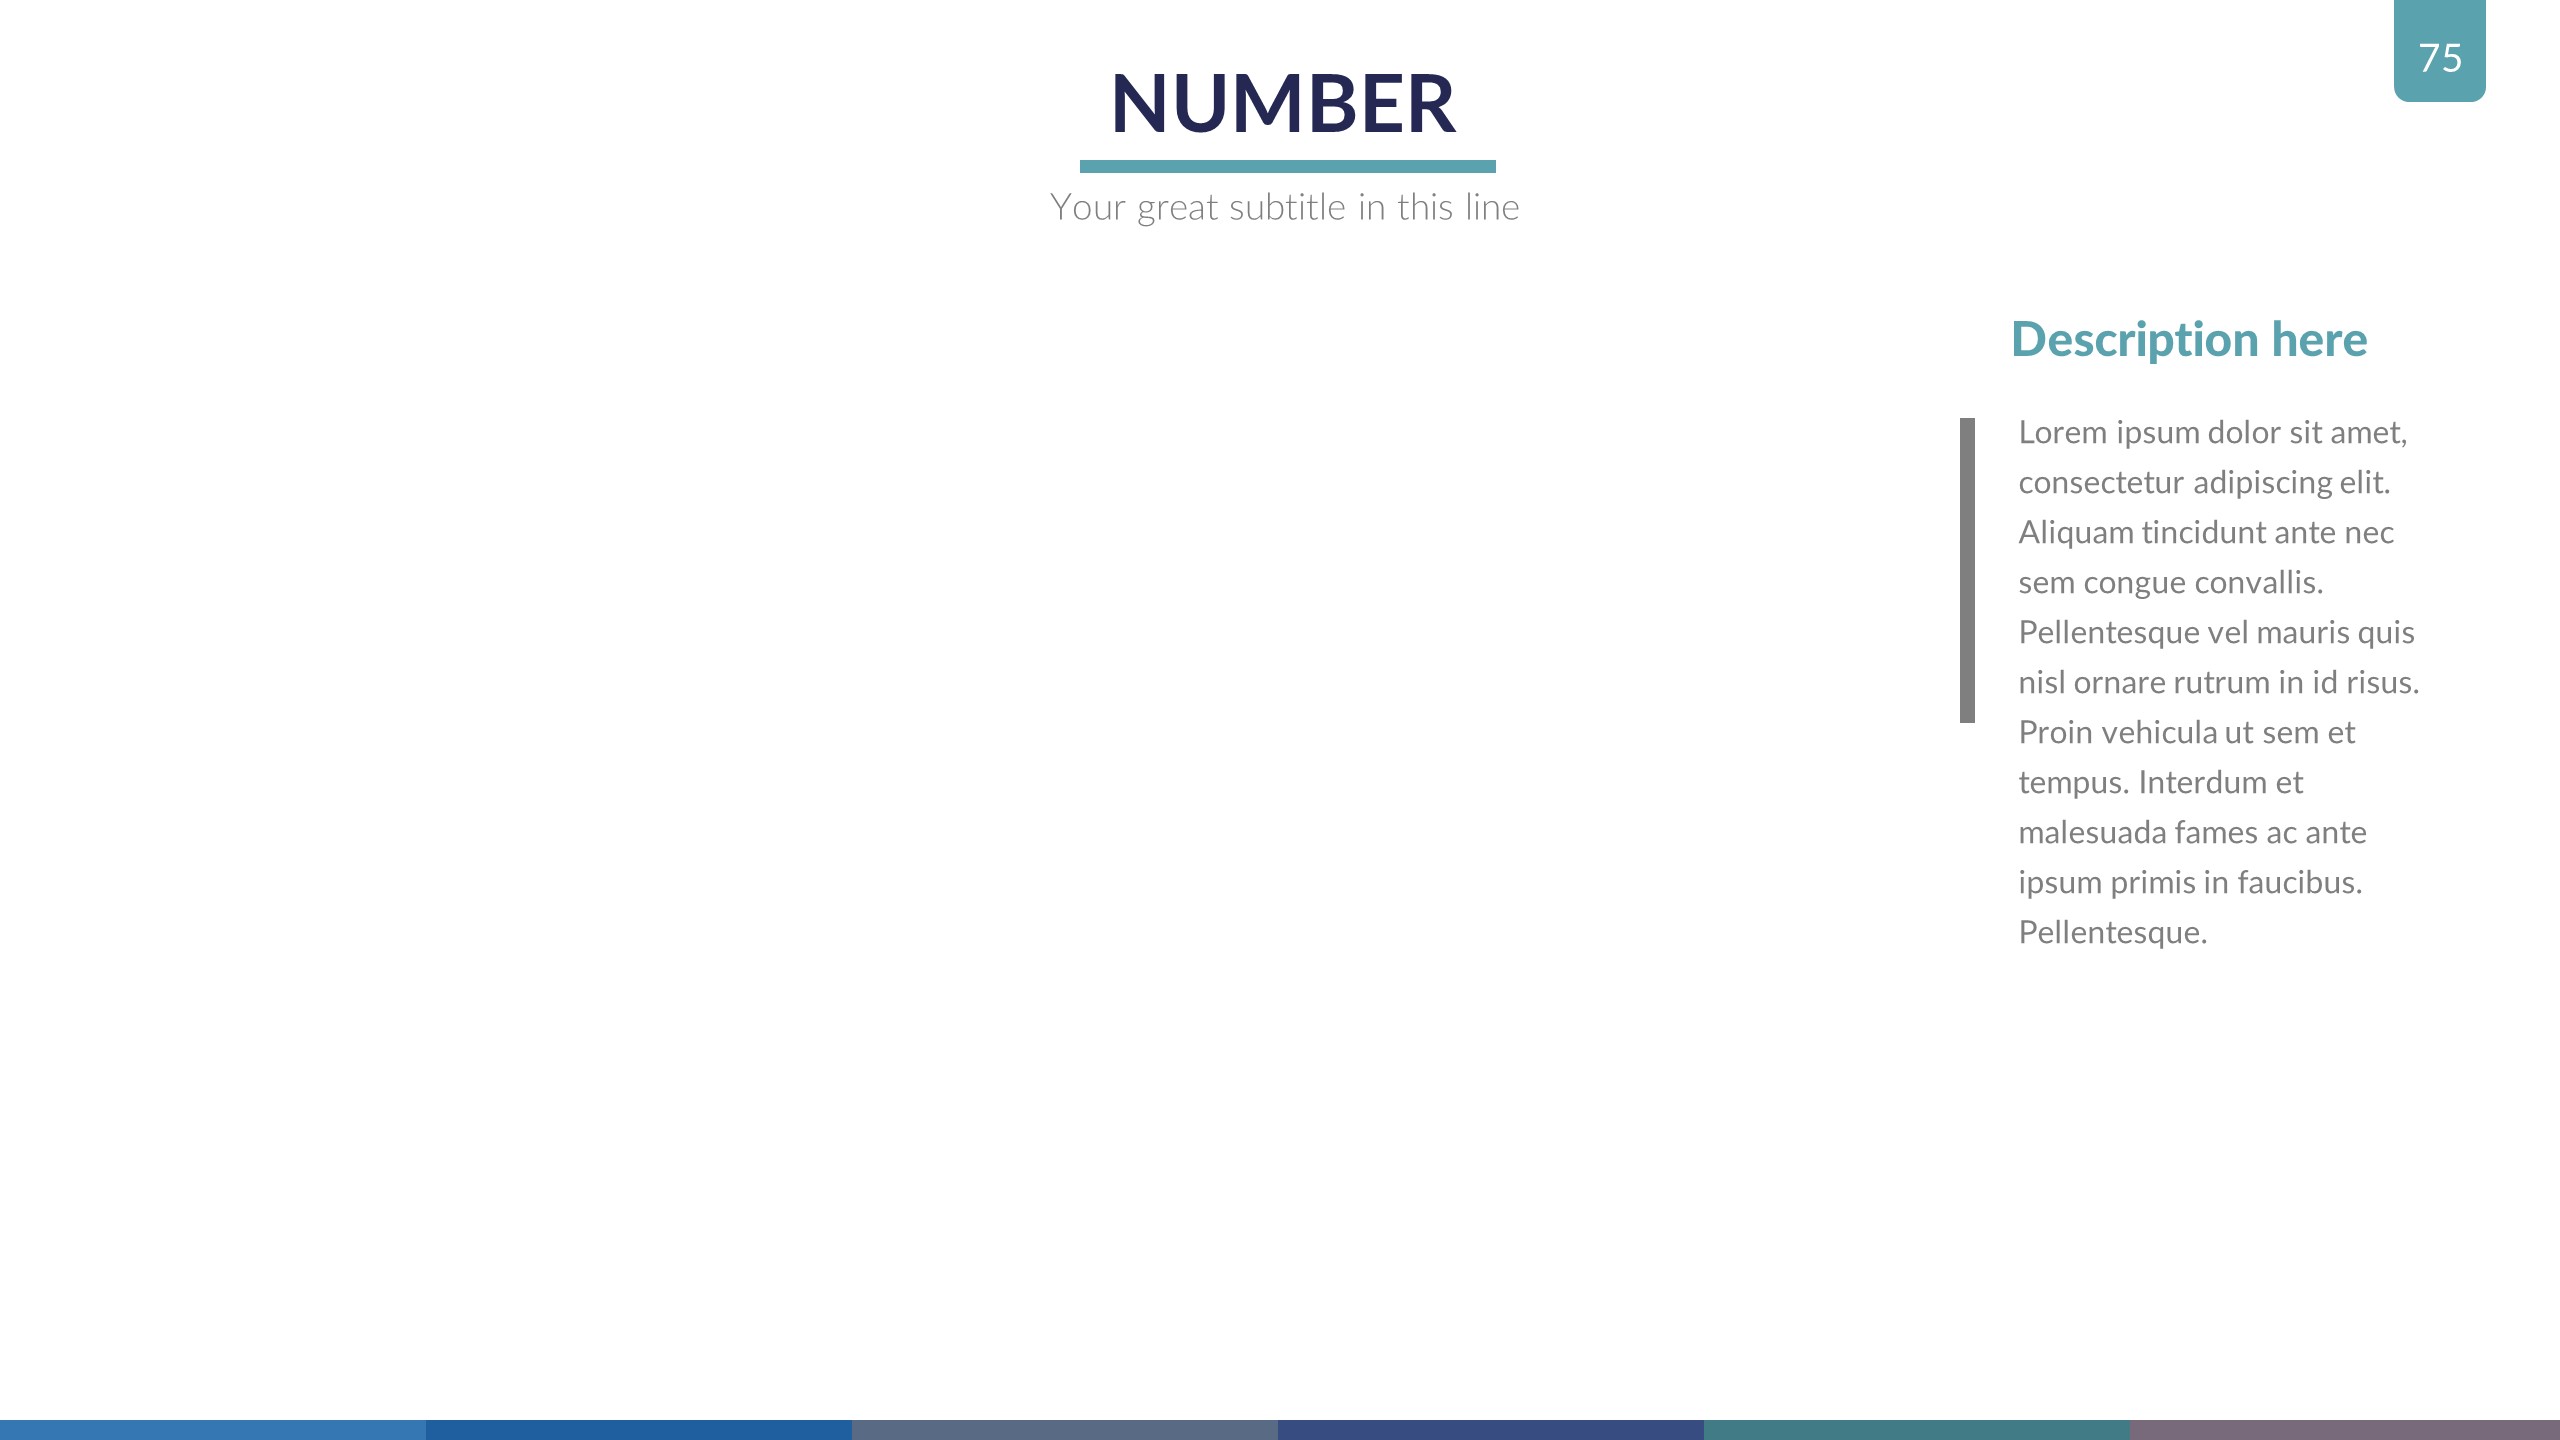 75
NUMBER
Your great subtitle in this line
Description here
Lorem ipsum dolor sit amet,
consectetur adipiscing elit.
Aliquam tincidunt ante nec
sem congue convallis.
Pellentesque vel mauris quis
nisl ornare rutrum in id risus.
Proin vehicula ut sem et
tempus. Interdum et
malesuada fames ac ante
ipsum primis in faucibus.
Pellentesque.